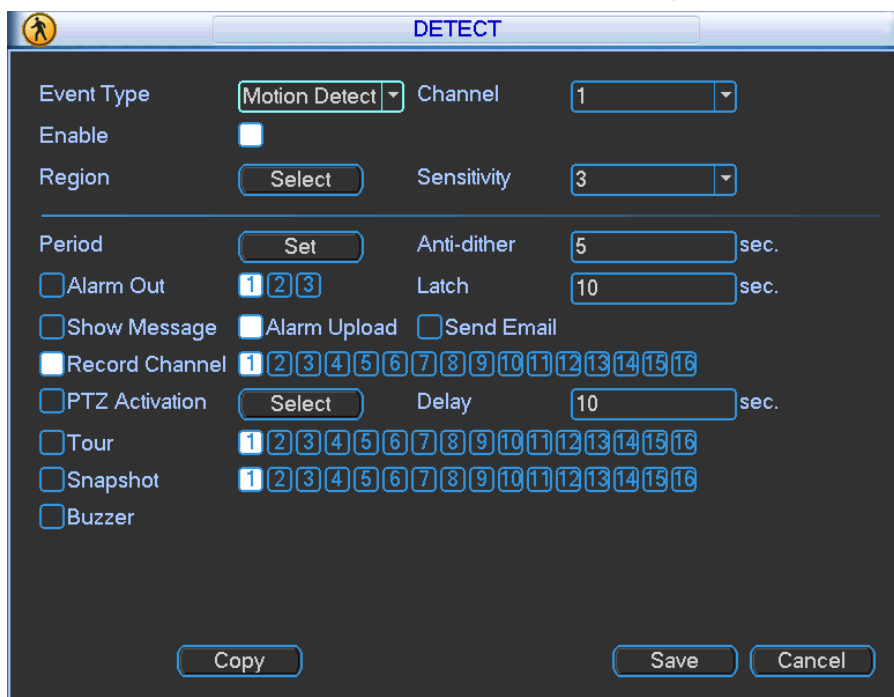 DETECT
Event Type Motion Detect Channel 1
Enable
Region Select Sensitivity 3
Period Set Anti-dither 5 sec.
Alarm Out 1 2 3 Latch 10 sec.
Show Message Alarm Upload Send Email
Record Channel 1 2 3 4 5 6 7 8 9 10 11 12 13 14 15 16
PTZ Activation Select Delay 10 sec.
Tour 1 2 3 4 5 6 7 8 9 10 11 12 13 14 15 16
Snapshot 1 2 3 4 5 6 7 8 9 10 11 12 13 14 15 16
Buzzer
Copy Save Cancel